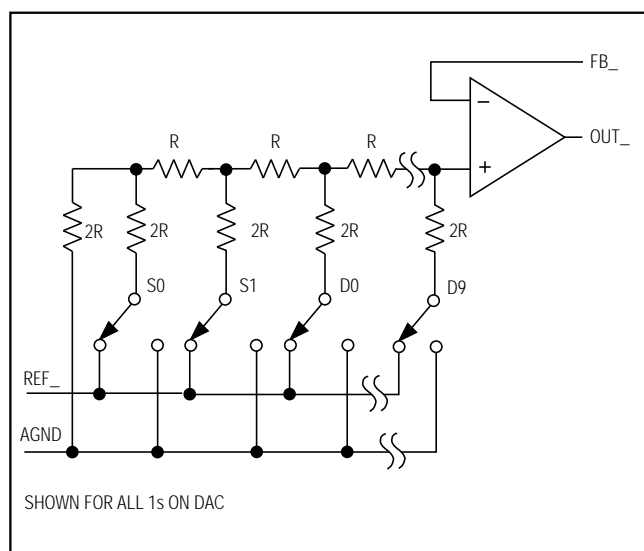 FB_
OUT_
−
+
R R R
2R 2R 2R 2R 2R
S0 S1 D0 D9
REF_
AGND
SHOWN FOR ALL 1s ON DAC